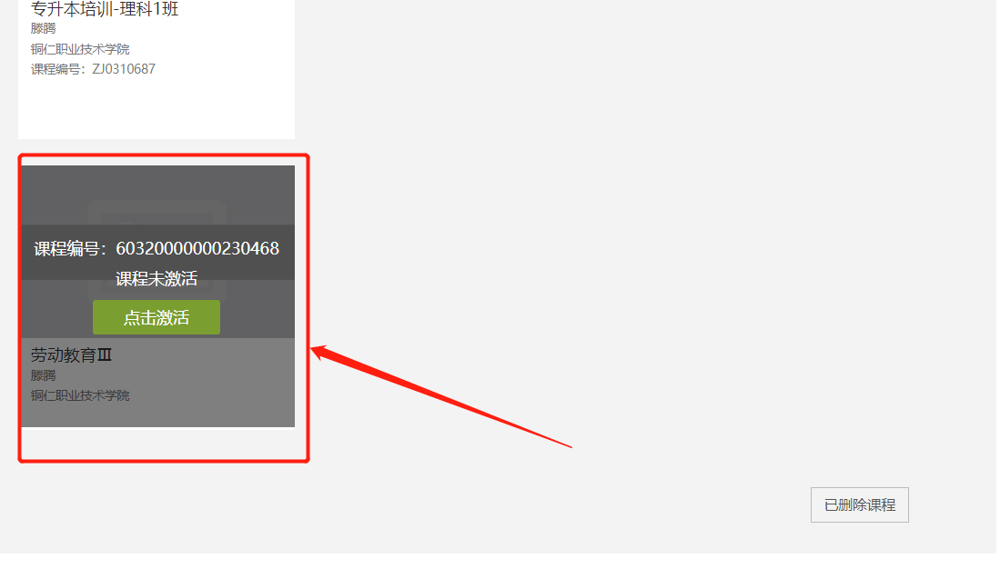 专升本培训-理科1班
滕腾
铜仁职业技术学院
课程编号：ZJ0310687
课程编号：60320000000230468
课程未激活
点击激活
劳动教育Ⅲ
滕腾
铜仁职业技术学院
已删除课程